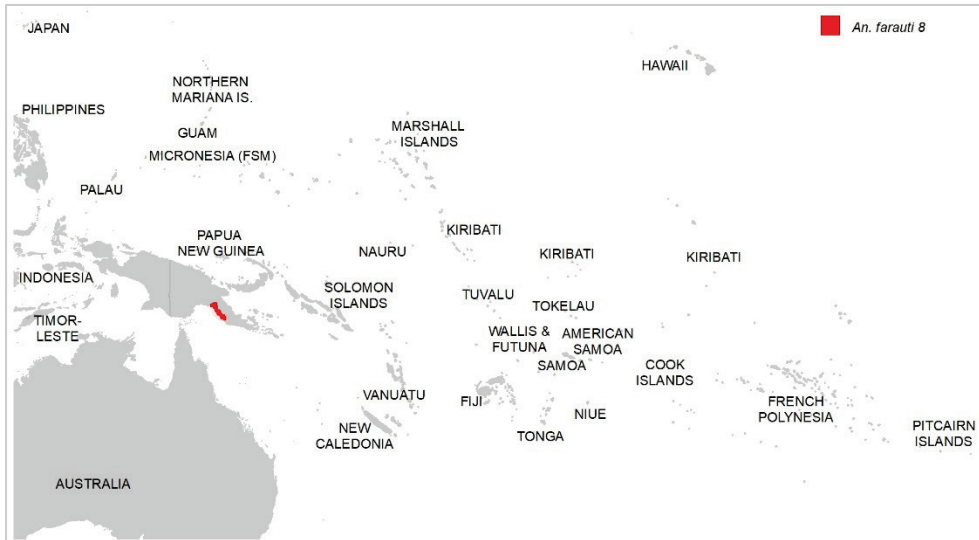 JAPAN
An. farauti 8
HAWAII
NORTHERN
MARIANA IS.
PHILIPPINES
GUAM
MARSHALL
ISLANDS
MICRONESIA (FSM)
PALAU
KIRIBATI
PAPUA
NEW GUINEA
NAURU
KIRIBATI
KIRIBATI
INDONESIA
SOLOMON
ISLANDS
TUVALU
TOKELAU
TIMOR-
LESTE
WALLIS &
FUTUNA
AMERICAN
SAMOA
SAMOA
COOK
ISLANDS
VANUATU
FIJI
NIUE
FRENCH
POLYNESIA
NEW
CALEDONIA
TONGA
PITCAIRN
ISLANDS
AUSTRALIA